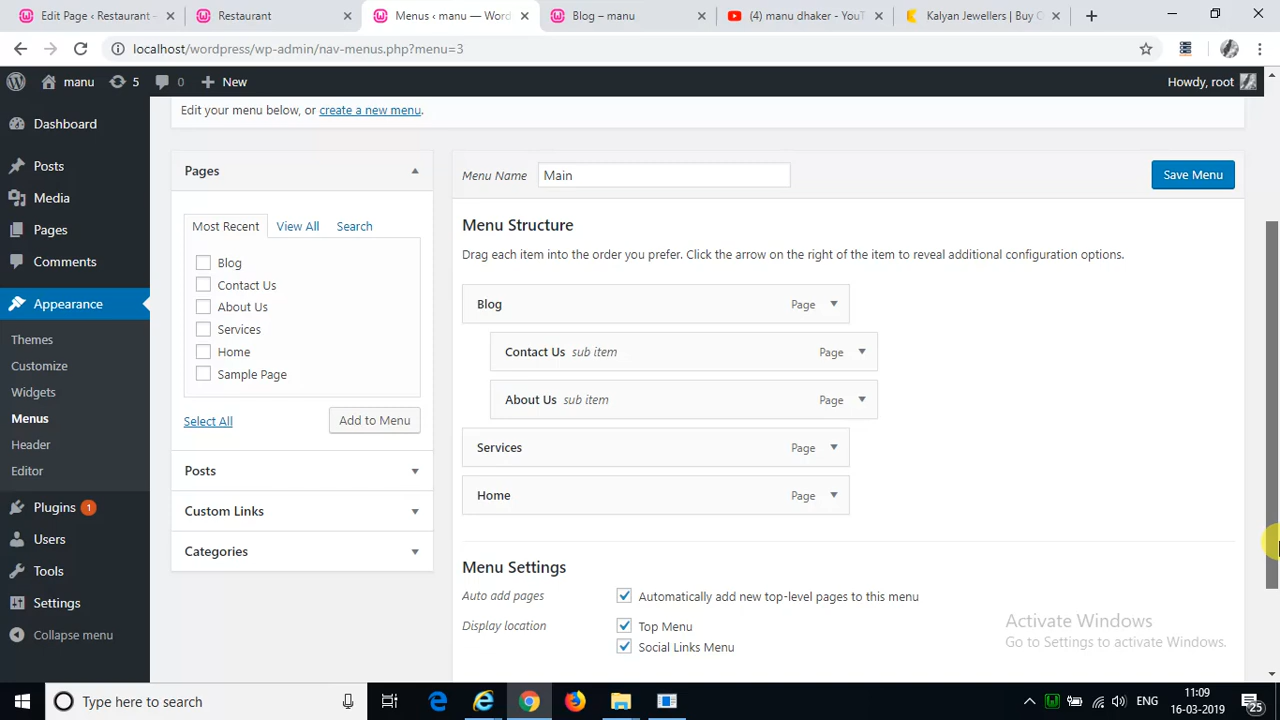 Edit Page ‹ Restaurant -
Restaurant
Menus ‹ manu — Word
Blog – manu
(4) manu dhaker - YouT
Kalyan Jewellers | Buy
localhost/wordpress/wp-admin/nav-menus.php?menu=3
manu
5
0
New
Howdy, root
Dashboard
Posts
Media
Pages
Comments
Appearance
Themes
Customize
Widgets
Menus
Header
Editor
Plugins 1
Users
Tools
Settings
Collapse menu
Edit your menu below, or create a new menu.
Pages
Most Recent
View All
Search
Blog
Contact Us
About Us
Services
Home
Sample Page
Select All
Add to Menu
Posts
Custom Links
Categories
Menu Name
Main
Save Menu
Menu Structure
Drag each item into the order you prefer. Click the arrow on the right of the item to reveal additional configuration options.
Blog Page
Contact Us sub item Page
About Us sub item Page
Services Page
Home Page
Menu Settings
Auto add pages
Automatically add new top-level pages to this menu
Display location
Top Menu
Social Links Menu
Activate Windows
Go to Settings to activate Windows.
Type here to search
ENG
11:09
16-03-2019
25